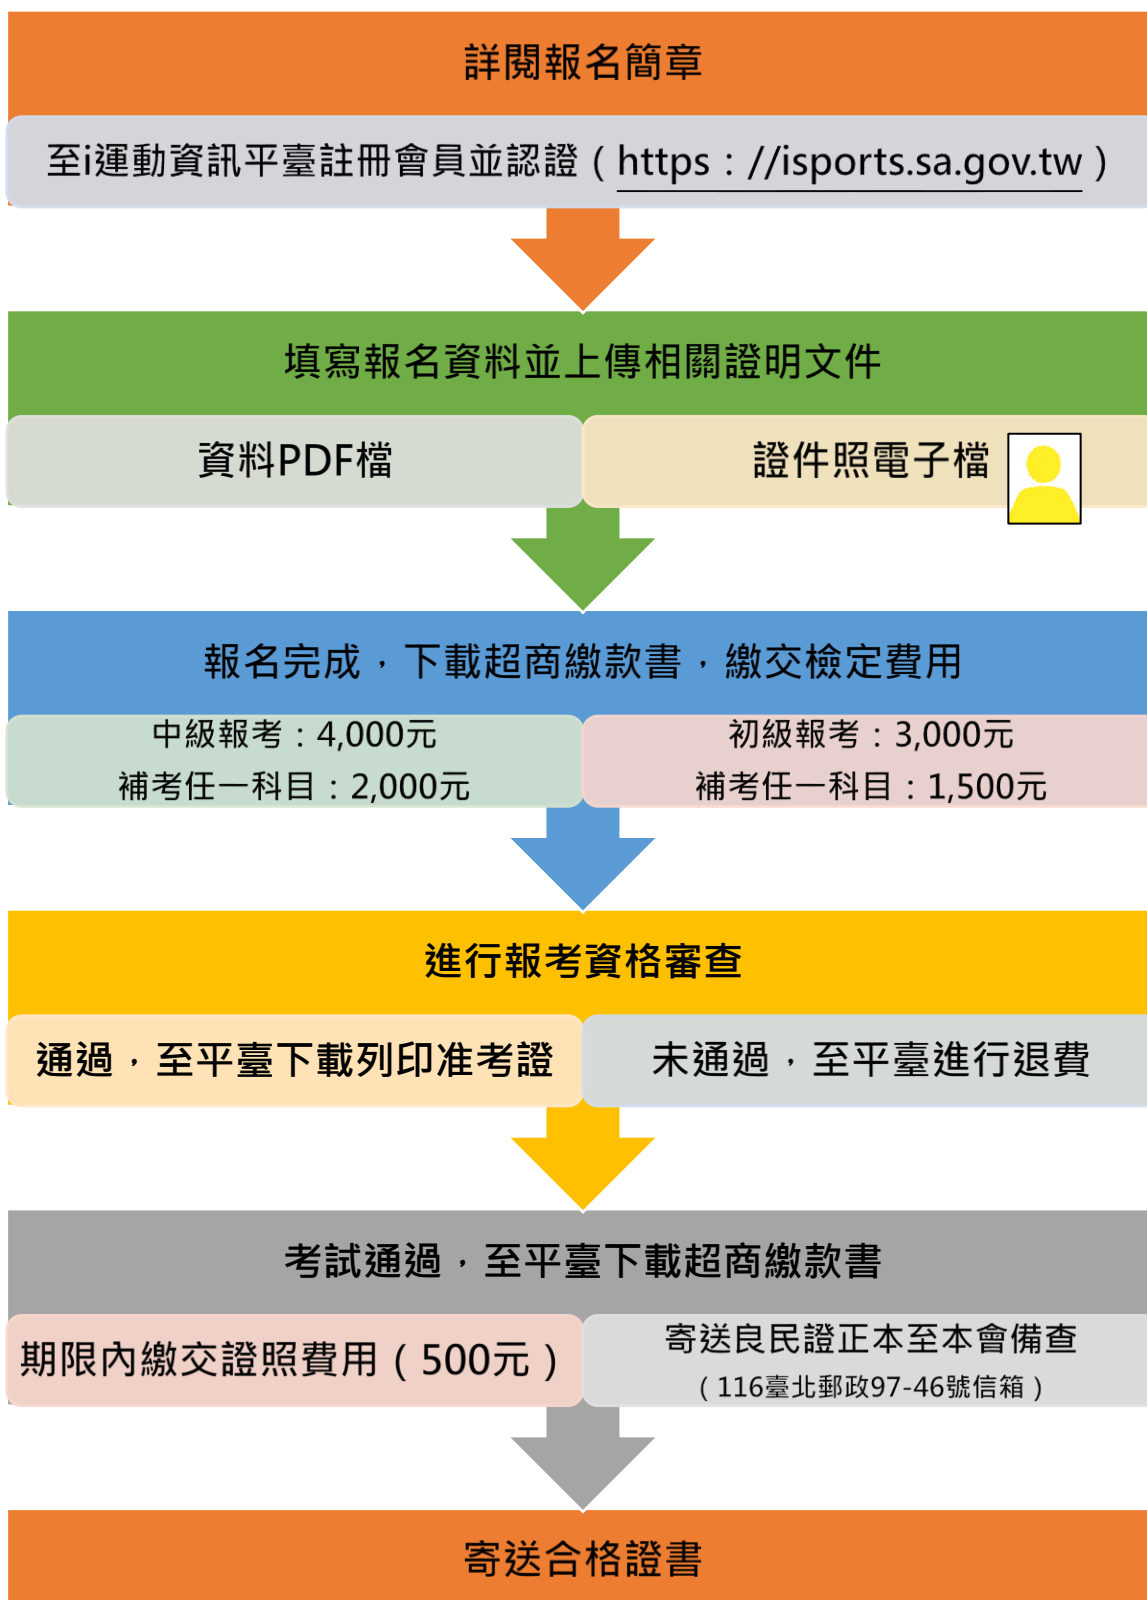 詳閱報名簡章
至i運動資訊平臺註冊會員並認證（https：//isports.sa.gov.tw）
填寫報名資料並上傳相關證明文件
資料PDF檔
證件照電子檔
報名完成，下載超商繳款書，繳交檢定費用
中級報考：4,000元
補考任一科目：2,000元
初級報考：3,000元
補考任一科目：1,500元
進行報考資格審查
通過，至平臺下載列印准考證
未通過，至平臺進行退費
考試通過，至平臺下載超商繳款書
期限內繳交證照費用（500元）
寄送良民證正本至本會備查
（116臺北郵政97-46號信箱）
寄送合格證書